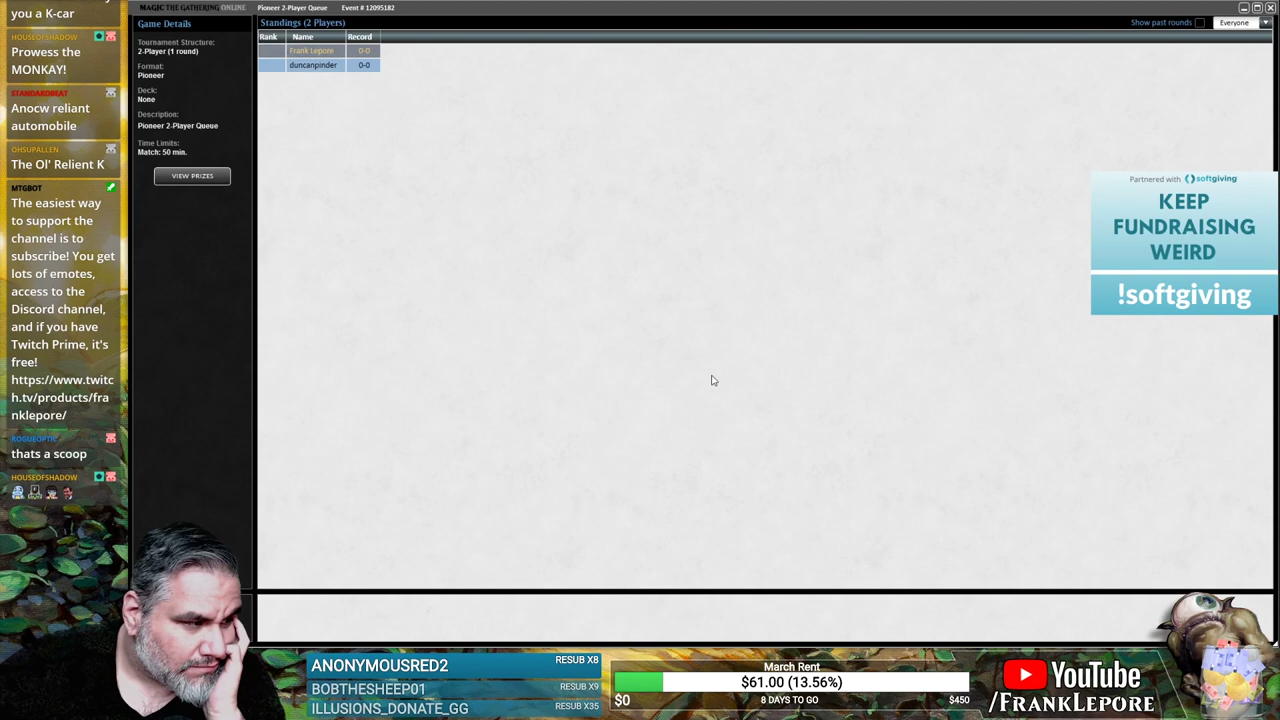 you a K-car
HOUSEOFSHADOW
Prowess the
MONKAY!
STANDARDBEAT
Anocw reliant
automobile
OHSUPALLEN
The Ol' Relient K
MTGBOT
The easiest way
to support the
channel is to
subscribe! You get
lots of emotes,
access to the
Discord channel,
and if you have
Twitch Prime, it's
free!
https://www.twitc
h.tv/products/fra
nklepore/
ROGUEOPTIC
thats a scoop
HOUSEOFSHADOW
MAGIC THE GATHERING ONLINE
Pioneer 2-Player Queue
Event # 12095182
Game Details
Tournament Structure:
2-Player (1 round)
Format:
Pioneer
Deck:
None
Description:
Pioneer 2-Player Queue
Time Limits:
Match: 50 min.
VIEW PRIZES
Standings (2 Players)
Show past rounds
Everyone
Rank Name Record
Frank Lepore 0-0
duncanpinder 0-0
Partnered with softgiving
KEEP
FUNDRAISING
WEIRD
!softgiving
ANONYMOUSRED2 RESUB X8
BOBTHESHEEP01 RESUB X9
ILLUSIONS_DONATE_GG RESUB X35
March Rent
$61.00 (13.56%)
$0 8 DAYS TO GO $450
YouTube
/FRANKLEPORE